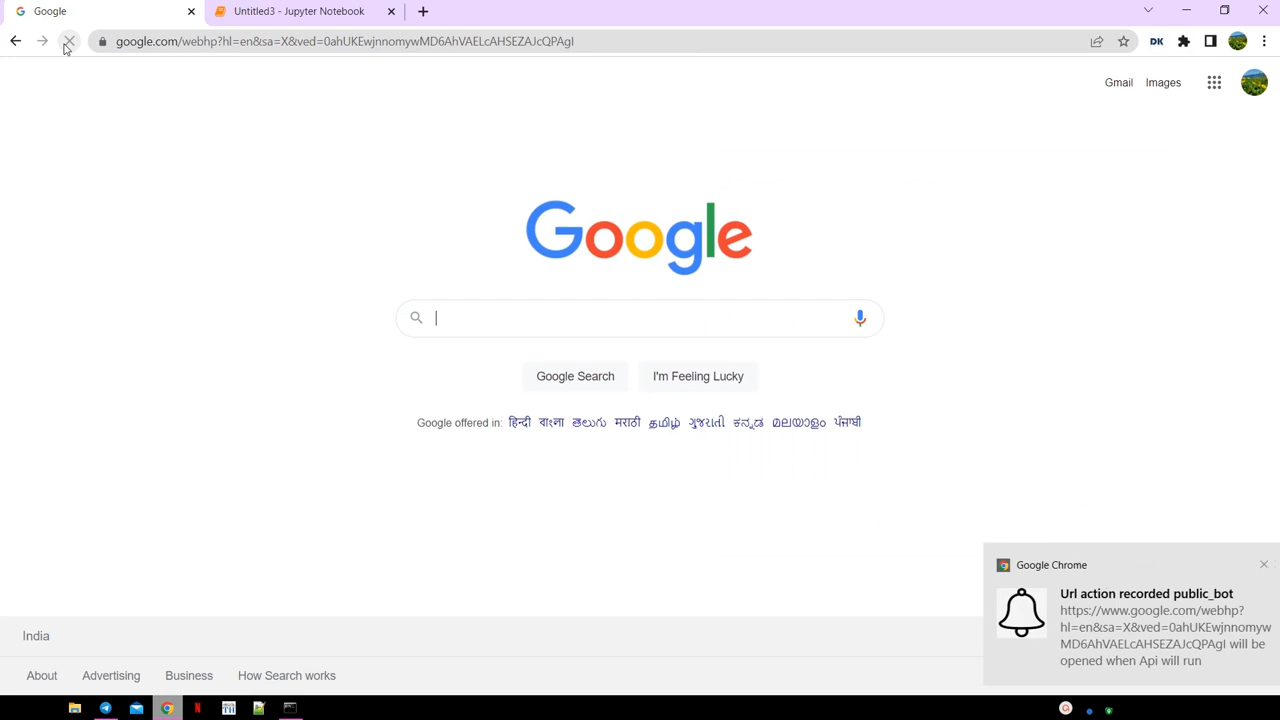 Google
Untitled3 - Jupyter Notebook
google.com/webhp?hl=en&sa=X&ved=0ahUKEwjnnomywMD6AhVAELcAHSEZAJcQPAgI
DK
Gmail Images
Google
Google Search I'm Feeling Lucky
Google offered in: हिन्दी বাংলা తెలుగు मराठी தமிழ் ગુજરાતી ಕನ್ನಡ മലയാളം ਪੰਜਾਬੀ
Google Chrome
Url action recorded public_bot
https://www.google.com/webhp?
hl=en&sa=X&ved=0ahUKEwjnnomyw
MD6AhVAELcAHSEZAJcQPAgI will be
opened when Api will run
India
About Advertising Business How Search works